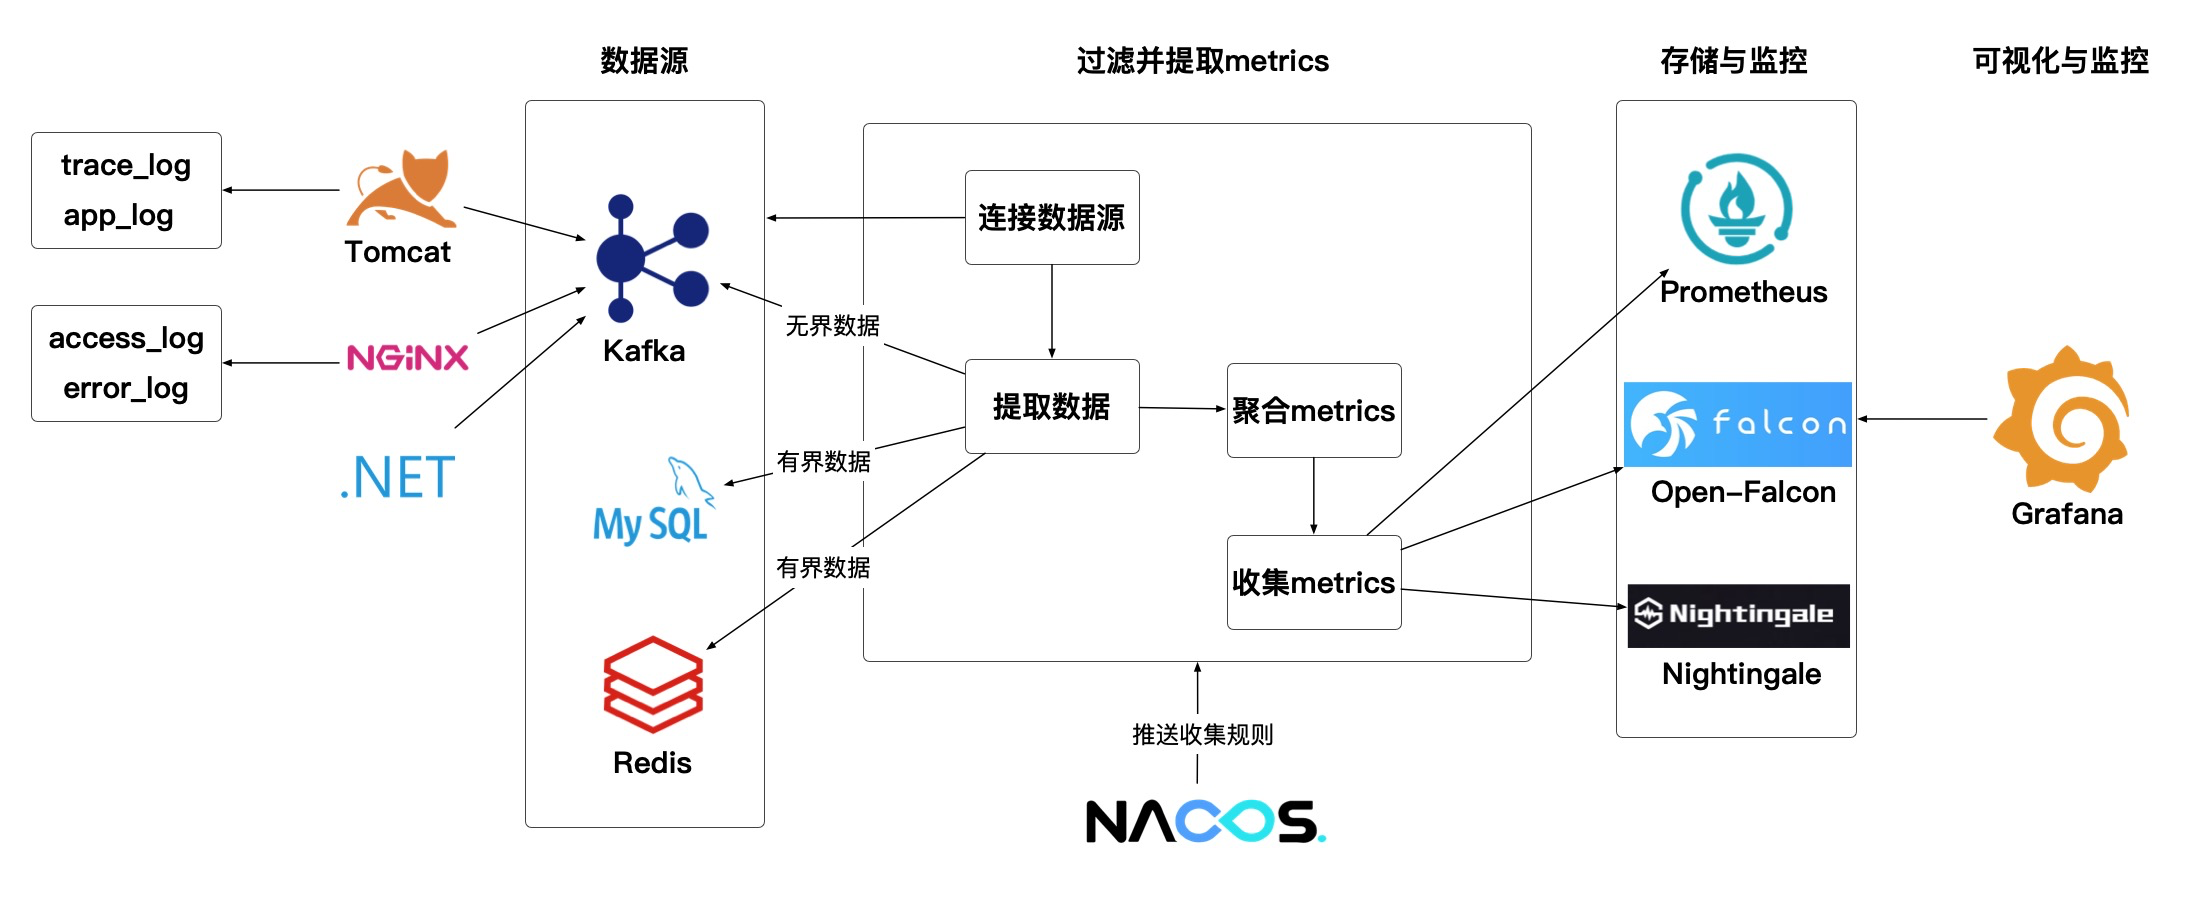 数据源
过滤并提取metrics
存储与监控
可视化与监控
trace_log
app_log
Tomcat
access_log
error_log
NGiNX
.NET
Kafka
My SQL
Redis
无界数据
有界数据
有界数据
连接数据源
提取数据
聚合metrics
收集metrics
推送收集规则
NACOS.
Prometheus
falcon
Open-Falcon
Nightingale
Nightingale
Grafana